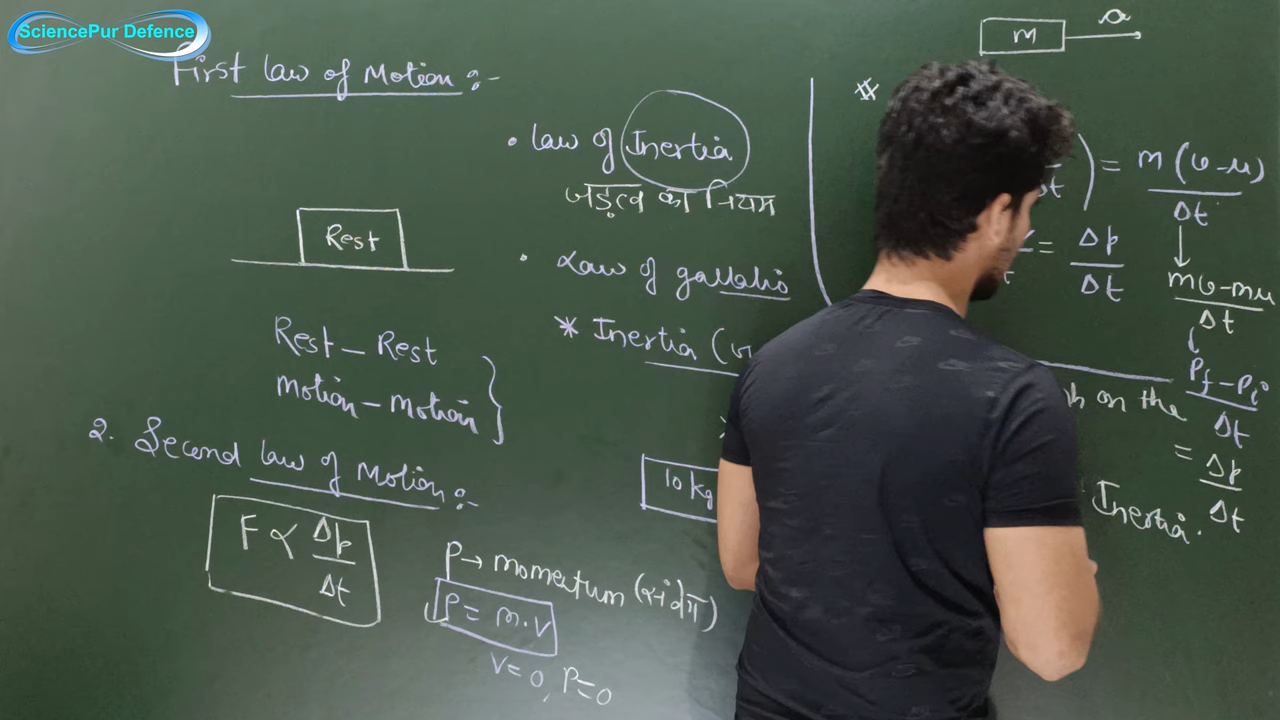 SciencePur Defence
First law of Motion :-
• law of Inertia
जड़त्व का नियम
Rest
• Law of gallalio
* Inertia (
Rest - Rest
Motion - Motion
10 kg
2. Second law of Motion :-
F ∝ Δp/Δt
P → momentum (संवेग)
P = m·v
v=0, P=0
m a
#
) = m(v-u)/Δt
= Δp/Δt
mv-mu/Δt
Pf - Pi/Δt
on the
= Δp/Δt
Inertia.